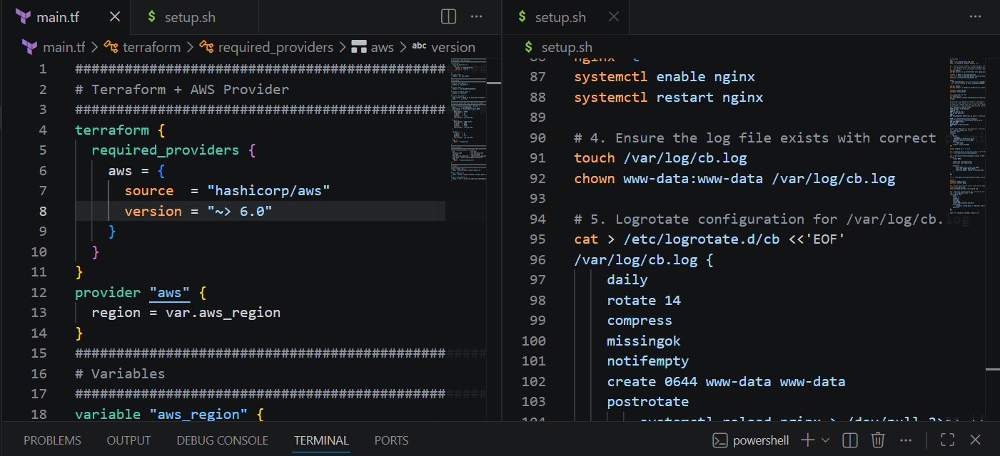 main.tf
setup.sh
main.tf > terraform > required_providers > aws > abc version
1 #############################################
2 # Terraform + AWS Provider
3 #############################################
4 terraform {
5 required_providers {
6 aws = {
7 source  = "hashicorp/aws"
8 version = "~> 6.0"
9 }
10 }
11 }
12 provider "aws" {
13 region = var.aws_region
14 }
15 #############################################
16 # Variables
17 #############################################
18 variable "aws_region" {
$ setup.sh
$ setup.sh
87 systemctl enable nginx
88 systemctl restart nginx
89
90 # 4. Ensure the log file exists with correct
91 touch /var/log/cb.log
92 chown www-data:www-data /var/log/cb.log
93
94 # 5. Logrotate configuration for /var/log/cb.log
95 cat > /etc/logrotate.d/cb <<'EOF'
96 /var/log/cb.log {
97 daily
98 rotate 14
99 compress
100 missingok
101 notifempty
102 create 0644 www-data www-data
103 postrotate
104 systemctl reload nginx > /dev/null
PROBLEMS OUTPUT DEBUG CONSOLE TERMINAL PORTS
powershell